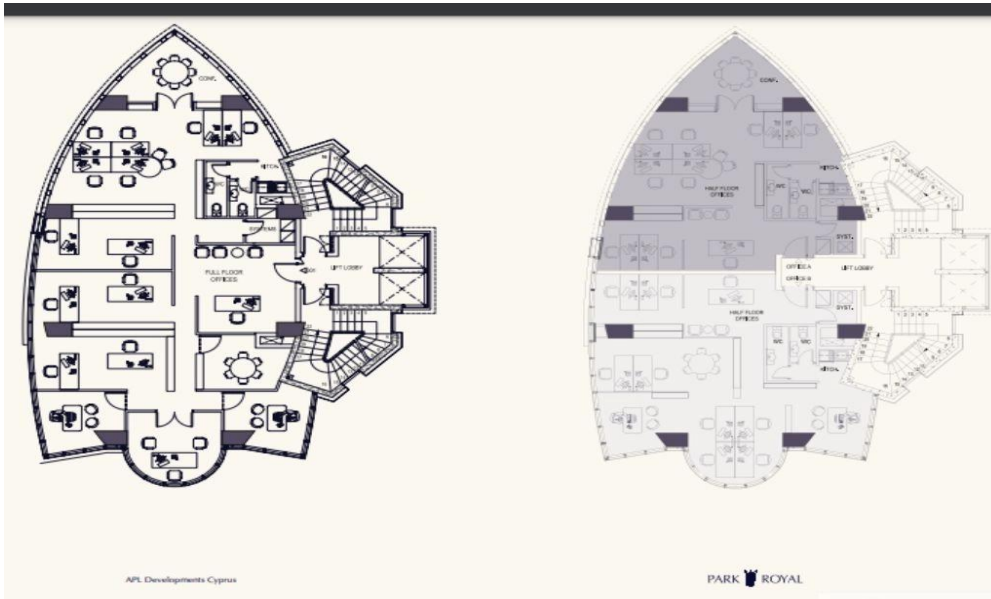 CONF.
KITCH.
WC
SYSTEMS
FULL FLOOR
OFFICES
LIFT LOBBY
CONF.
KITCH.
WC
WC
HALF FLOOR
OFFICES
SYST.
OFFICE A
LIFT LOBBY
OFFICE B
SYST.
HALF FLOOR
OFFICES
WC
WC
KITCH.
APL Developments Cyprus
PARK ROYAL